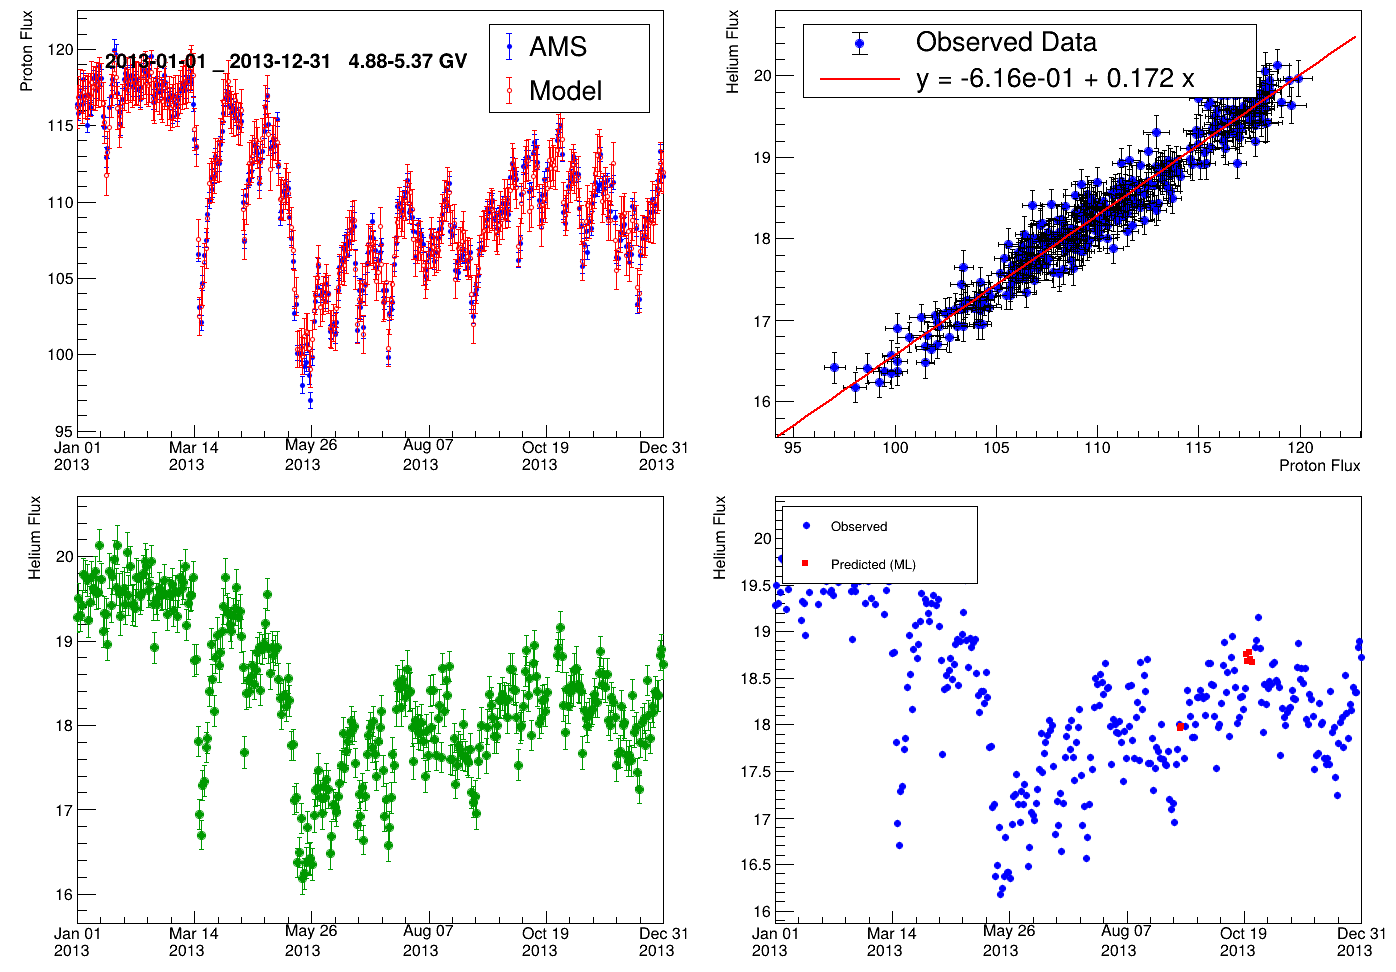 Proton Flux
120
115
110
105
100
95
2013-01-01 _ 2013-12-31 4.88-5.37 GV
AMS
Model
Jan 01
2013
Mar 14
2013
May 26
2013
Aug 07
2013
Oct 19
2013
Dec 31
2013
Helium Flux
20
19
18
17
16
Observed Data
y = -6.16e-01 + 0.172 x
95
100
105
110
115
120
Proton Flux
Helium Flux
20
19
18
17
16
Jan 01
2013
Mar 14
2013
May 26
2013
Aug 07
2013
Oct 19
2013
Dec 31
2013
Helium Flux
20
19.5
19
18.5
18
17.5
17
16.5
16
Observed
Predicted (ML)
Jan 01
2013
Mar 14
2013
May 26
2013
Aug 07
2013
Oct 19
2013
Dec 31
2013